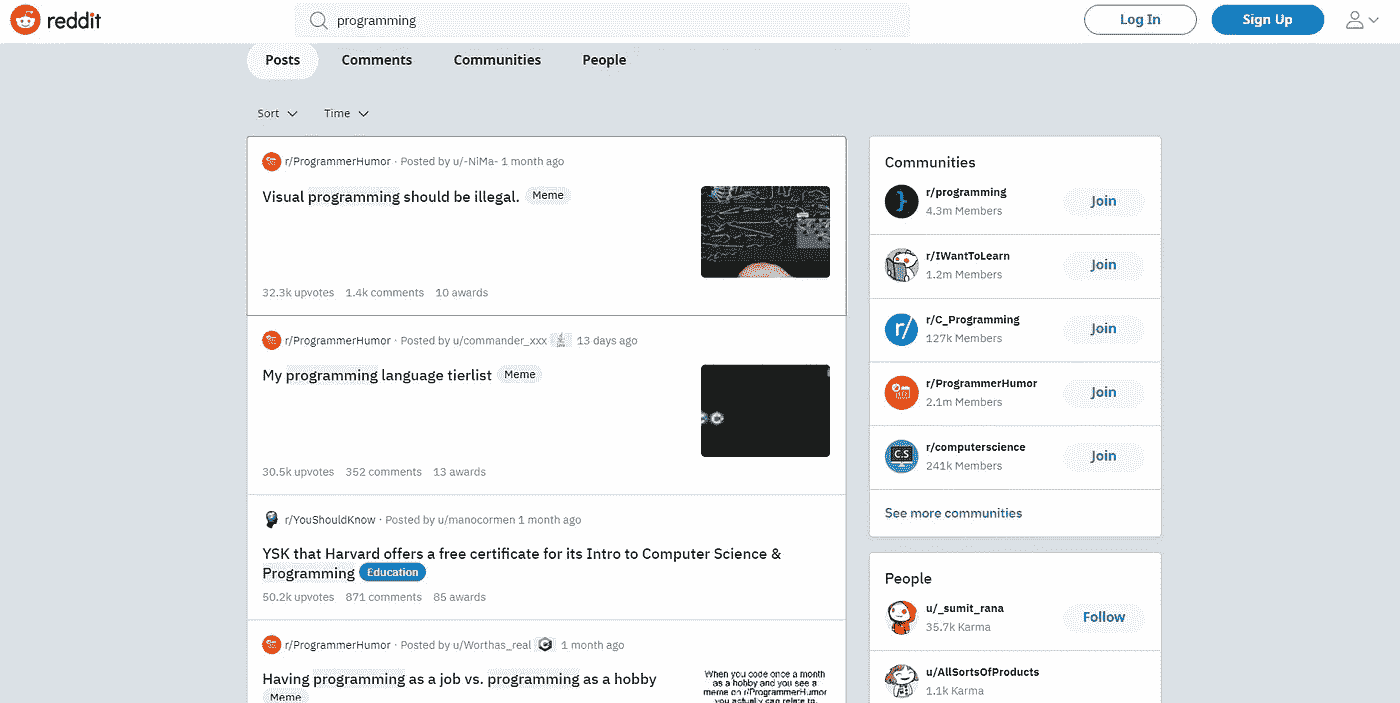 reddit
programming
Log In
Sign Up
Posts
Comments
Communities
People
Sort
Time
r/ProgrammerHumor · Posted by u/-NiMa- 1 month ago
Visual programming should be illegal. Meme
32.3k upvotes 1.4k comments 10 awards
r/ProgrammerHumor · Posted by u/commander_xxx 13 days ago
My programming language tierlist Meme
30.5k upvotes 352 comments 13 awards
r/YouShouldKnow · Posted by u/manocormen 1 month ago
YSK that Harvard offers a free certificate for its Intro to Computer Science &
Programming Education
50.2k upvotes 871 comments 85 awards
r/ProgrammerHumor · Posted by u/Worthas_real 1 month ago
Having programming as a job vs. programming as a hobby
Meme
When you code once a month
as a hobby and you see a
meme on r/ProgrammerHumor
you actually can relate to.
Communities
r/programming
4.3m Members
Join
r/IWantToLearn
1.2m Members
Join
r/C_Programming
127k Members
Join
r/ProgrammerHumor
2.1m Members
Join
r/computerscience
241k Members
Join
See more communities
People
u/_sumit_rana
35.7k Karma
Follow
u/AllSortsOfProducts
1.1k Karma